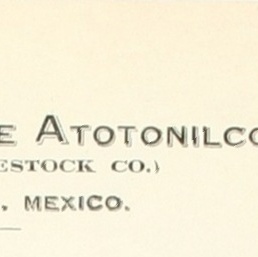 E ATOTONILCO
ESTOCK CO.)
., MEXICO.